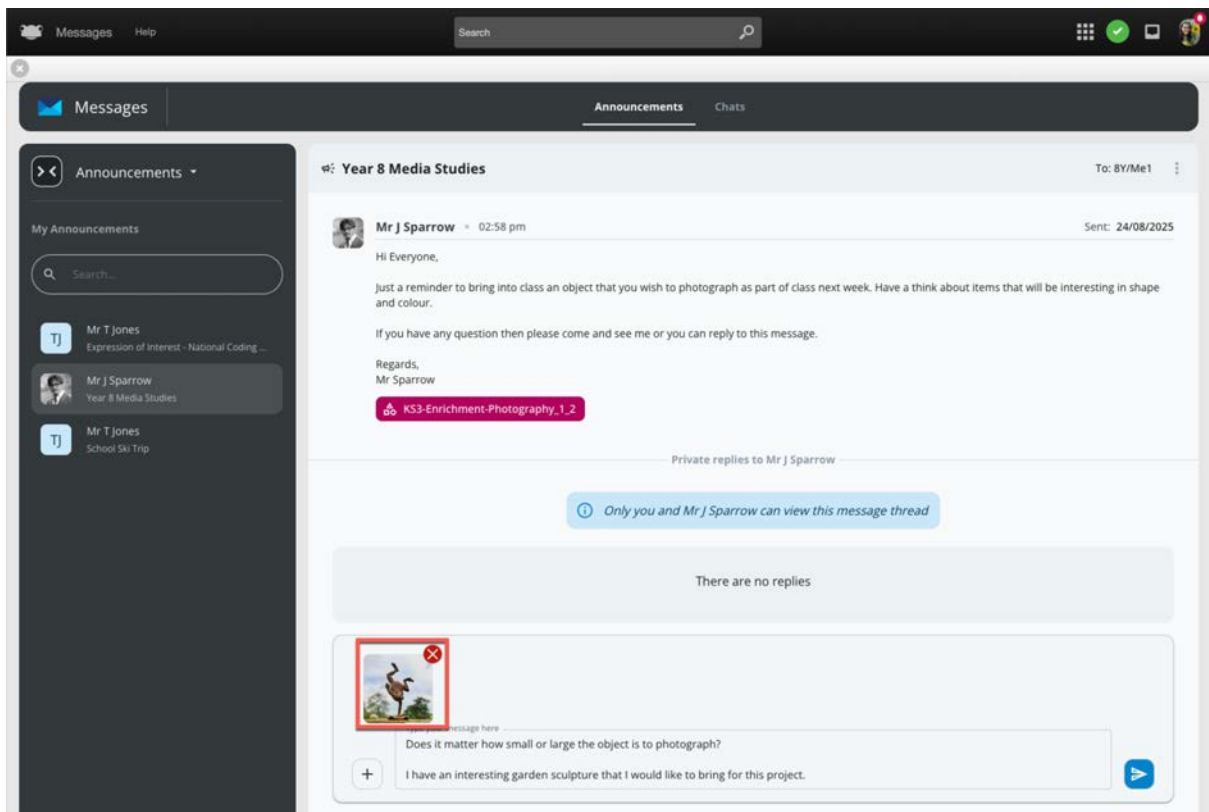 Messages Help
Search
Messages
Announcements Chats
Announcements
My Announcements
Search...
TJ
Mr T Jones
Expression of Interest - National Coding ...
Mr J Sparrow
Year 8 Media Studies
TJ
Mr T Jones
School Ski Trip
Year 8 Media Studies
To: 8Y/Me1
Mr J Sparrow 02:58 pm
Sent: 24/08/2025
Hi Everyone,
Just a reminder to bring into class an object that you wish to photograph as part of class next week. Have a think about items that will be interesting in shape
and colour.
If you have any question then please come and see me or you can reply to this message.
Regards,
Mr Sparrow
KS3-Enrichment-Photography_1_2
Private replies to Mr J Sparrow
Only you and Mr J Sparrow can view this message thread
There are no replies
message here
Does it matter how small or large the object is to photograph?
I have an interesting garden sculpture that I would like to bring for this project.